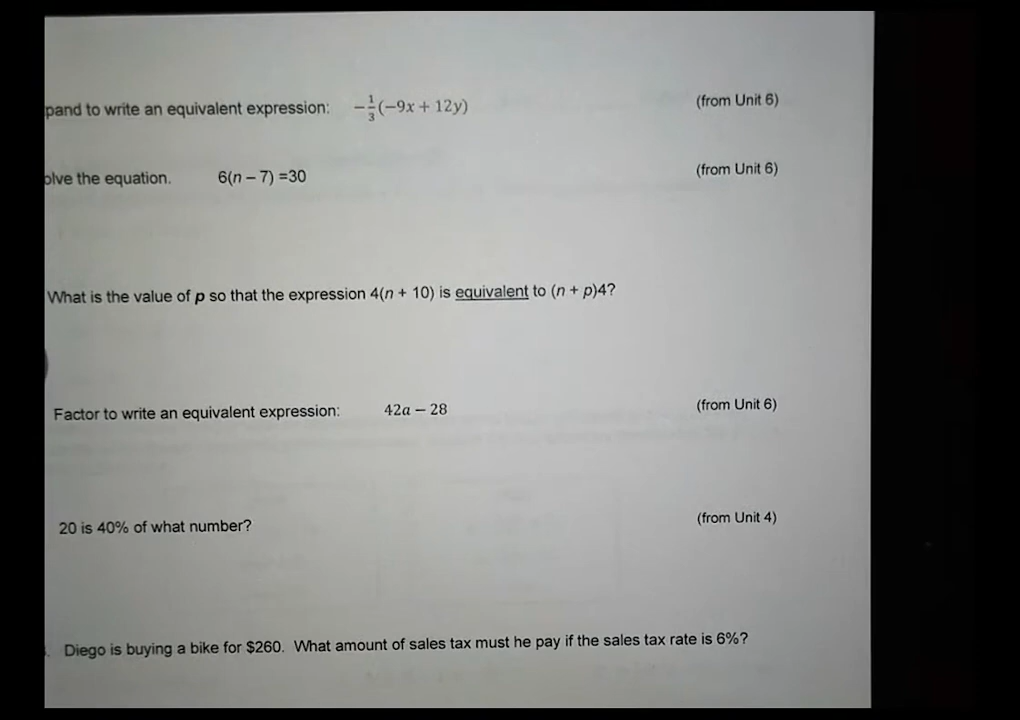 pand to write an equivalent expression: −1/3(−9x + 12y) (from Unit 6)
olve the equation. 6(n – 7) =30 (from Unit 6)
What is the value of p so that the expression 4(n + 10) is equivalent to (n + p)4?
Factor to write an equivalent expression: 42a − 28 (from Unit 6)
20 is 40% of what number? (from Unit 4)
. Diego is buying a bike for $260. What amount of sales tax must he pay if the sales tax rate is 6%?